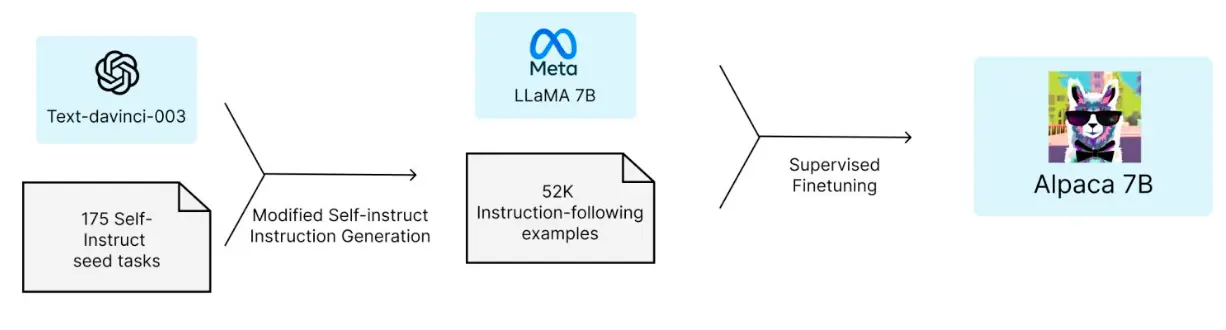 Text-davinci-003
175 Self-
Instruct
seed tasks
Modified Self-instruct
Instruction Generation
Meta
LLaMA 7B
52K
Instruction-following
examples
Supervised
Finetuning
Alpaca 7B